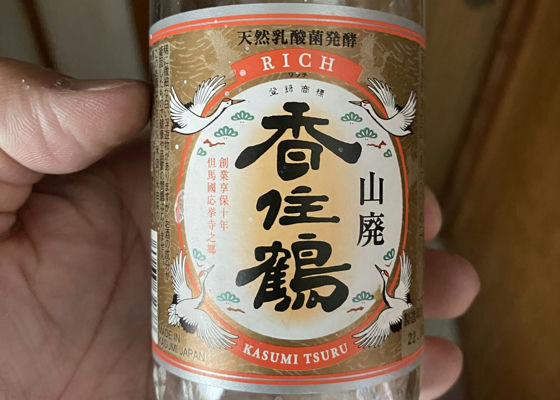 天然乳酸菌発酵
RICH
リッチ
登録商標
香住鶴
山廃
創業享保十年
但馬國応挙寺之郷
KASUMI TSURU
MADE IN
KASUMI JAPAN